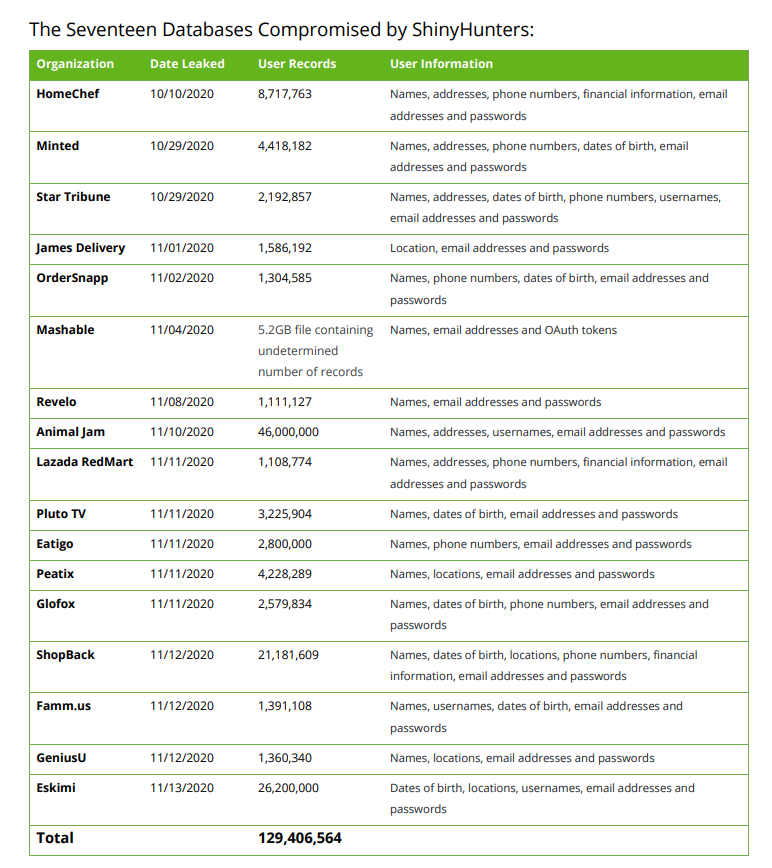 The Seventeen Databases Compromised by ShinyHunters:
Organization Date Leaked User Records User Information
HomeChef 10/10/2020 8,717,763 Names, addresses, phone numbers, financial information, email
addresses and passwords
Minted 10/29/2020 4,418,182 Names, addresses, phone numbers, dates of birth, email
addresses and passwords
Star Tribune 10/29/2020 2,192,857 Names, addresses, dates of birth, phone numbers, usernames,
email addresses and passwords
James Delivery 11/01/2020 1,586,192 Location, email addresses and passwords
OrderSnapp 11/02/2020 1,304,585 Names, phone numbers, dates of birth, email addresses and
passwords
Mashable 11/04/2020 5.2GB file containing Names, email addresses and OAuth tokens
undetermined
number of records
Revelo 11/08/2020 1,111,127 Names, email addresses and passwords
Animal Jam 11/10/2020 46,000,000 Names, addresses, usernames, email addresses and passwords
Lazada RedMart 11/11/2020 1,108,774 Names, addresses, phone numbers, financial information, email
addresses and passwords
Pluto TV 11/11/2020 3,225,904 Names, dates of birth, email addresses and passwords
Eatigo 11/11/2020 2,800,000 Names, phone numbers, email addresses and passwords
Peatix 11/11/2020 4,228,289 Names, locations, email addresses and passwords
Glofox 11/11/2020 2,579,834 Names, dates of birth, phone numbers, email addresses and
passwords
ShopBack 11/12/2020 21,181,609 Names, dates of birth, locations, phone numbers, financial
information, email addresses and passwords
Famm.us 11/12/2020 1,391,108 Names, usernames, dates of birth, email addresses and
passwords
GeniusU 11/12/2020 1,360,340 Names, locations, email addresses and passwords
Eskimi 11/13/2020 26,200,000 Dates of birth, locations, usernames, email addresses and
passwords
Total 129,406,564